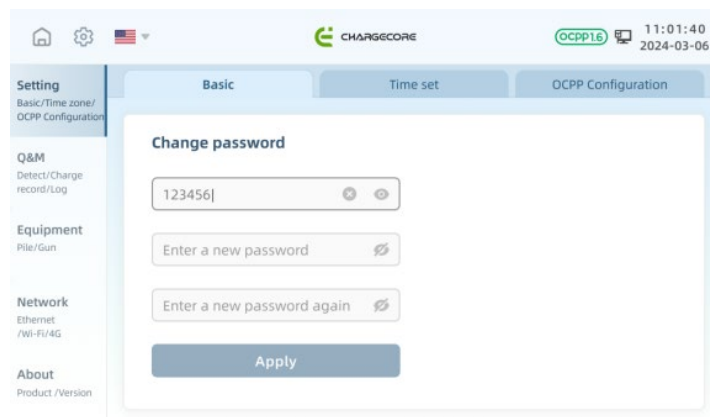 CHARGECORE
OCPP1.6
11:01:40
2024-03-06
Setting
Basic/Time zone/
OCPP Configuration
Q&M
Detect/Charge
record/Log
Equipment
Pile/Gun
Network
Ethernet
/Wi-Fi/4G
About
Product /Version
Basic
Time set
OCPP Configuration
Change password
123456
Enter a new password
Enter a new password again
Apply